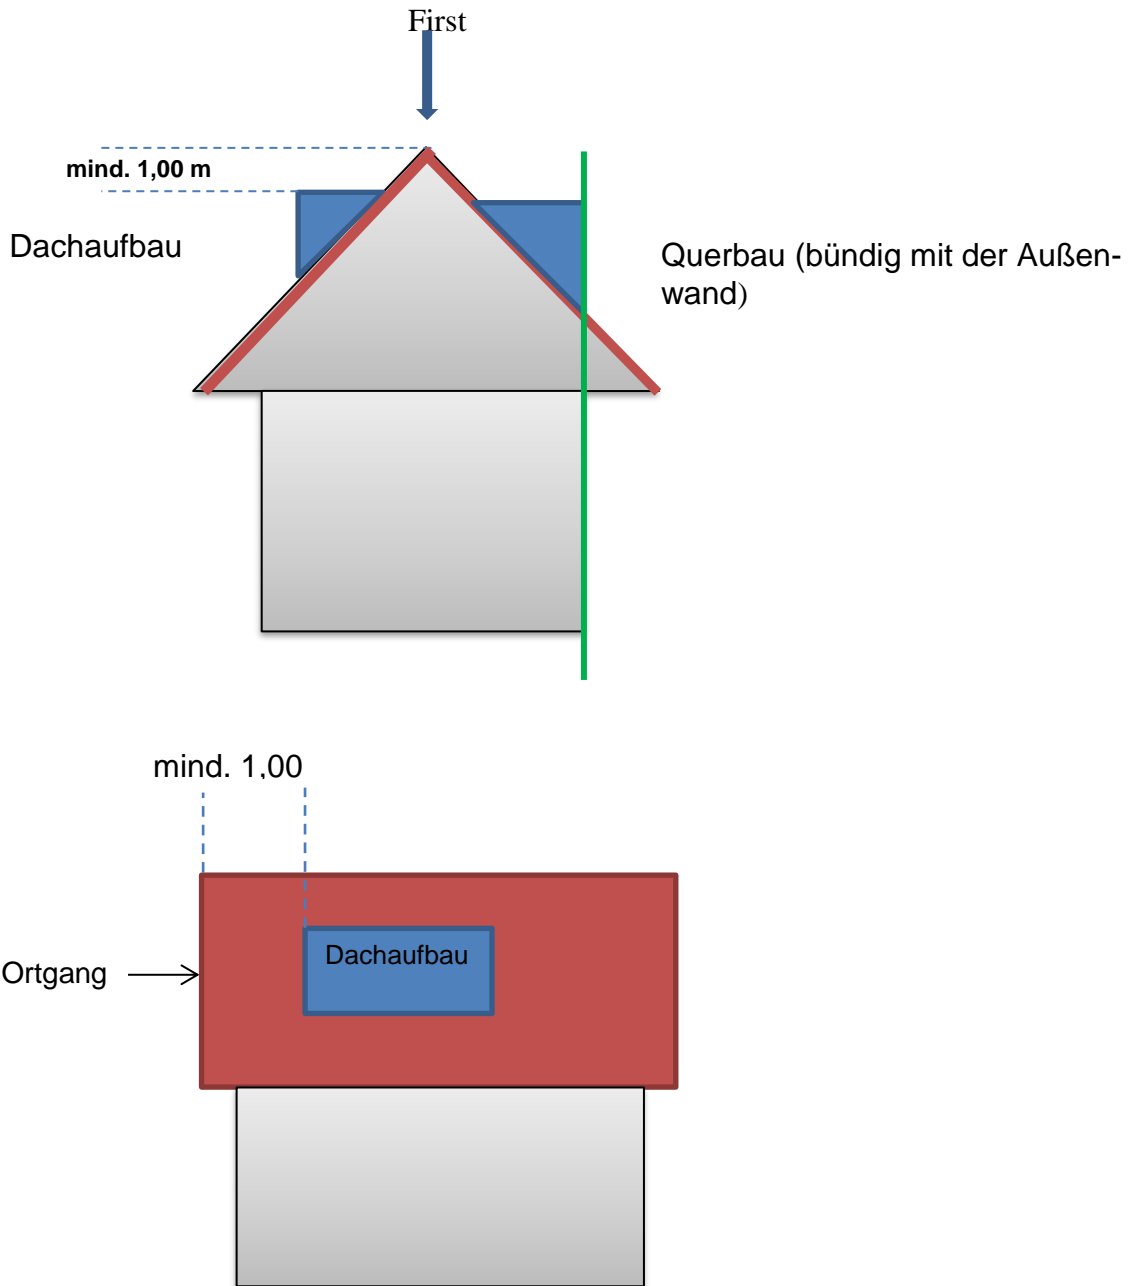 First
mind. 1,00 m
Dachaufbau
Querbau (bündig mit der Außen-
wand)
mind. 1,00
Dachaufbau
Ortgang